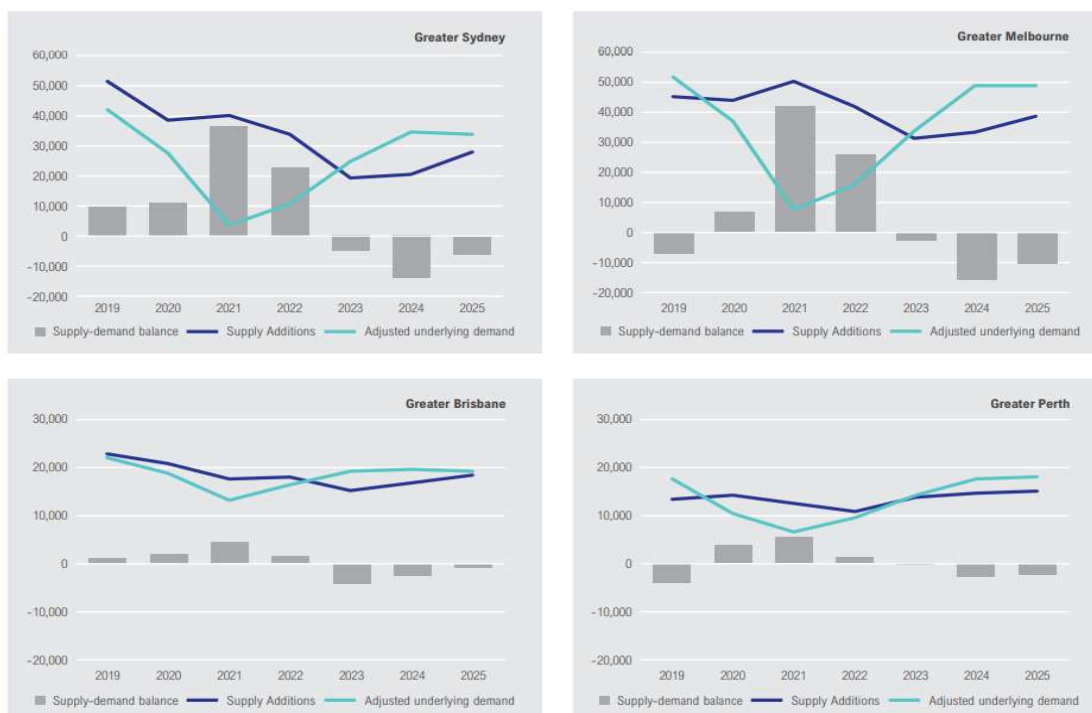 Greater Sydney
60,000
50,000
40,000
30,000
20,000
10,000
0
-10,000
-20,000
2019 2020 2021 2022 2023 2024 2025
Supply-demand balance Supply Additions Adjusted underlying demand
Greater Melbourne
60,000
50,000
40,000
30,000
20,000
10,000
0
-10,000
-20,000
2019 2020 2021 2022 2023 2024 2025
Supply-demand balance Supply Additions Adjusted underlying demand
Greater Brisbane
30,000
20,000
10,000
0
-10,000
-20,000
2019 2020 2021 2022 2023 2024 2025
Supply-demand balance Supply Additions Adjusted underlying demand
Greater Perth
30,000
20,000
10,000
0
-10,000
-20,000
2019 2020 2021 2022 2023 2024 2025
Supply-demand balance Supply Additions Adjusted underlying demand